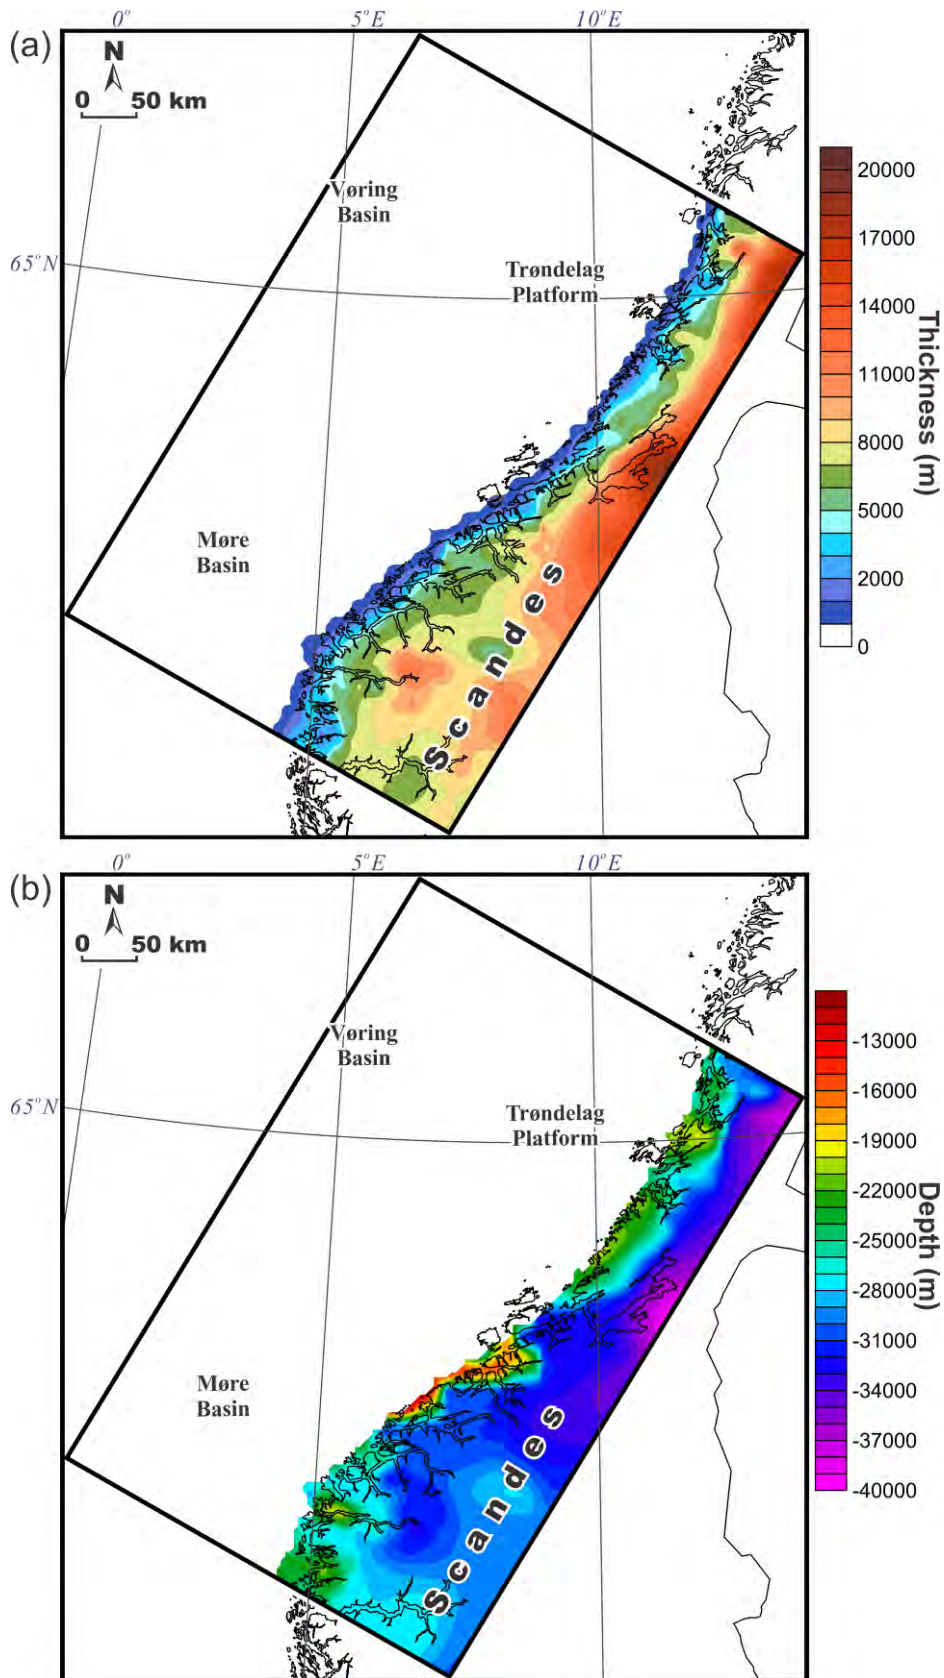 (a)
0° 5°E 10°E
N
0 50 km
Vøring
Basin
65°N
Trøndelag
Platform
Møre
Basin
Scandes
20000
17000
14000
11000
8000
5000
2000
0
Thickness (m)
(b)
0° 5°E 10°E
N
0 50 km
Vøring
Basin
65°N
Trøndelag
Platform
Møre
Basin
Scandes
-13000
-16000
-19000
-22000
-25000
-28000
-31000
-34000
-37000
-40000
Depth (m)